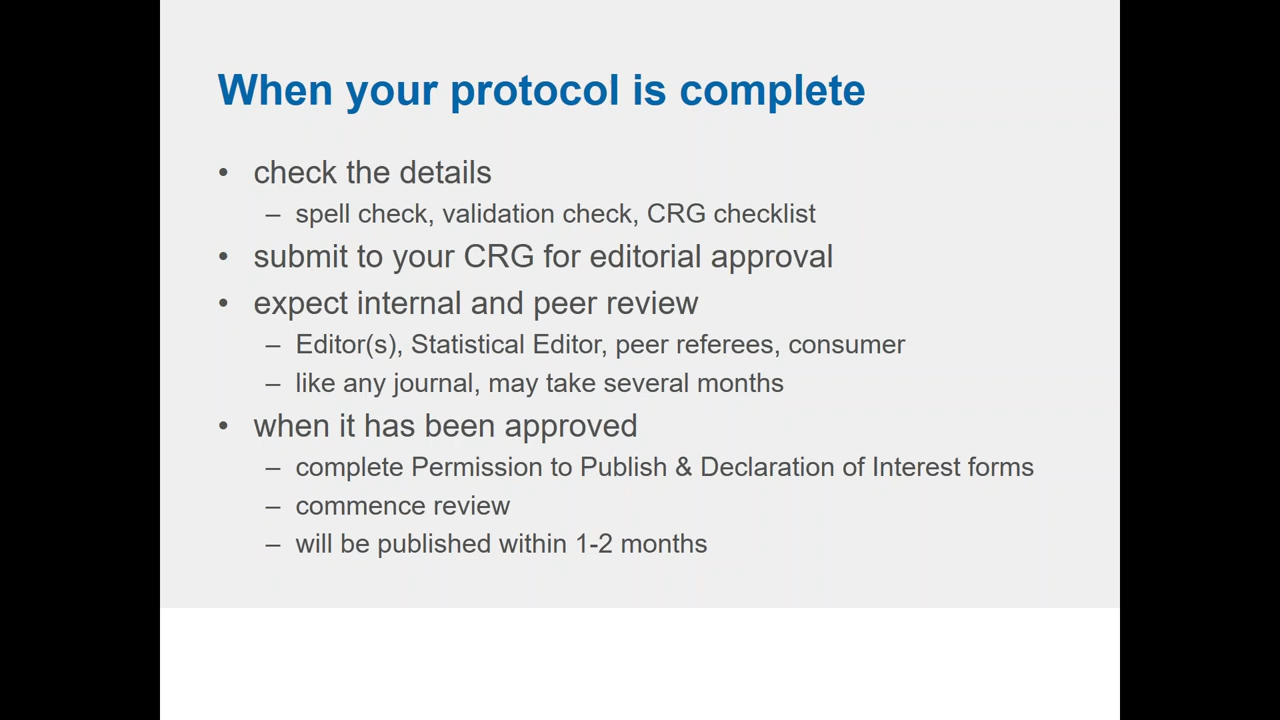 When your protocol is complete
• check the details
– spell check, validation check, CRG checklist
• submit to your CRG for editorial approval
• expect internal and peer review
– Editor(s), Statistical Editor, peer referees, consumer
– like any journal, may take several months
• when it has been approved
– complete Permission to Publish & Declaration of Interest forms
– commence review
– will be published within 1-2 months